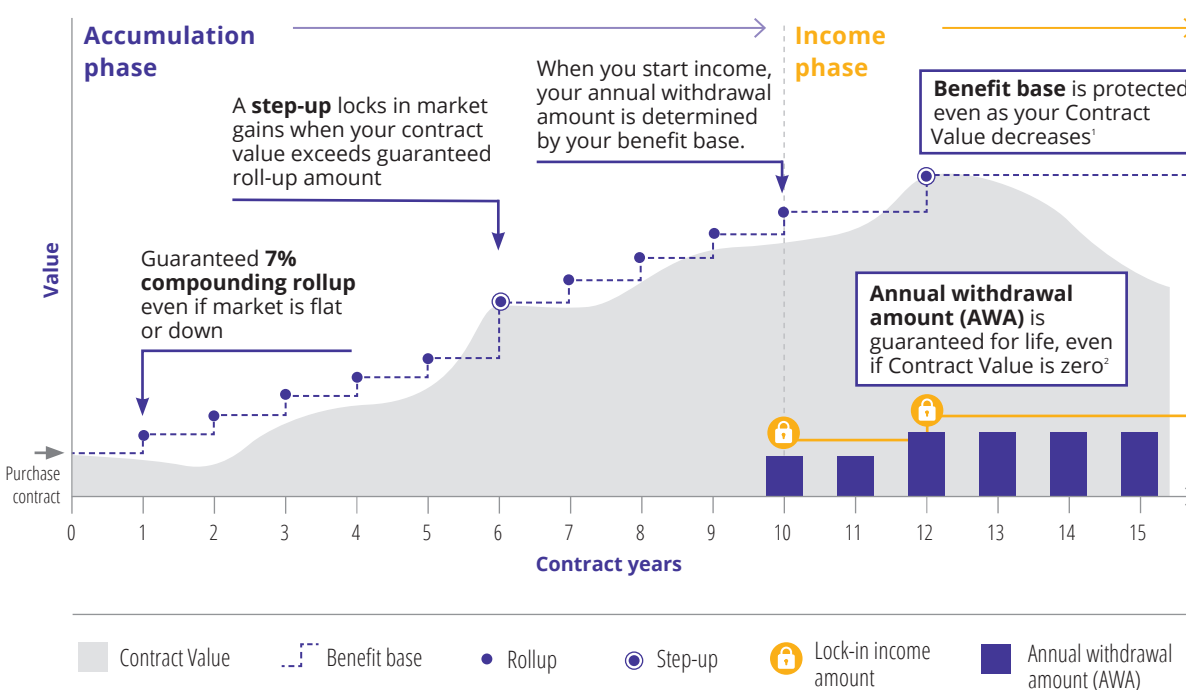 Accumulation
phase
Income
phase
When you start income,
your annual withdrawal
amount is determined
by your benefit base.
Benefit base is protected
even as your Contract
Value decreases¹
A step-up locks in market
gains when your contract
value exceeds guaranteed
roll-up amount
Value
Guaranteed 7%
compounding rollup
even if market is flat
or down
Annual withdrawal
amount (AWA) is
guaranteed for life, even
if Contract Value is zero²
Purchase
contract
0 1 2 3 4 5 6 7 8 9 10 11 12 13 14 15
Contract years
Contract Value
Benefit base
Rollup
Step-up
Lock-in income
amount
Annual withdrawal
amount (AWA)